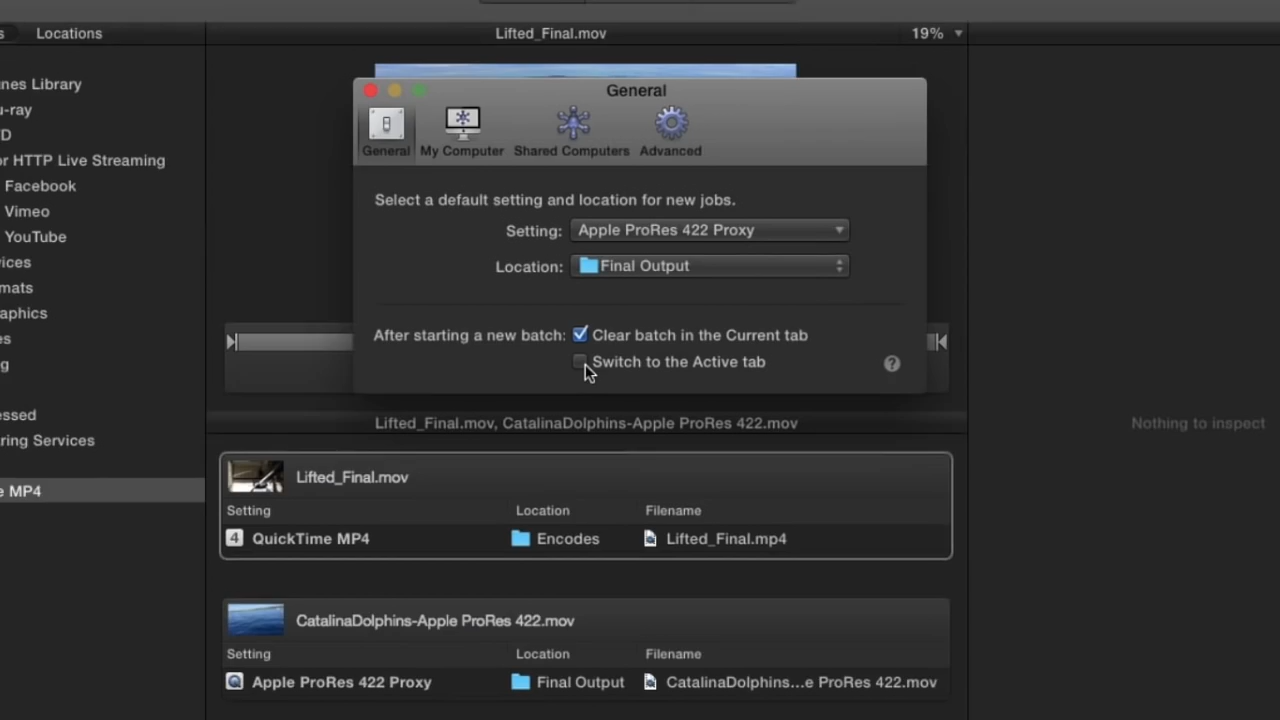 s
Locations
Lifted_Final.mov
19%
General
General
My Computer
Shared Computers
Advanced
Select a default setting and location for new jobs.
Setting: Apple ProRes 422 Proxy
Location: Final Output
After starting a new batch: Clear batch in the Current tab
Switch to the Active tab
?
nes Library
u-ray
D
or HTTP Live Streaming
Facebook
Vimeo
YouTube
vices
mats
aphics
es
g
essed
ring Services
e MP4
Lifted_Final.mov, CatalinaDolphins-Apple ProRes 422.mov
Nothing to inspect
Lifted_Final.mov
Setting Location Filename
4 QuickTime MP4 Encodes Lifted_Final.mp4
CatalinaDolphins-Apple ProRes 422.mov
Setting Location Filename
Apple ProRes 422 Proxy Final Output CatalinaDolphins...e ProRes 422.mov